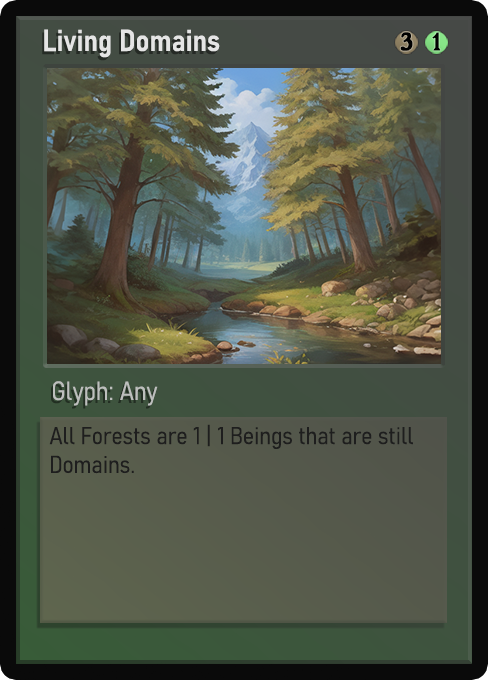 Living Domains 3 1
Glyph: Any
All Forests are 1 | 1 Beings that are still
Domains.